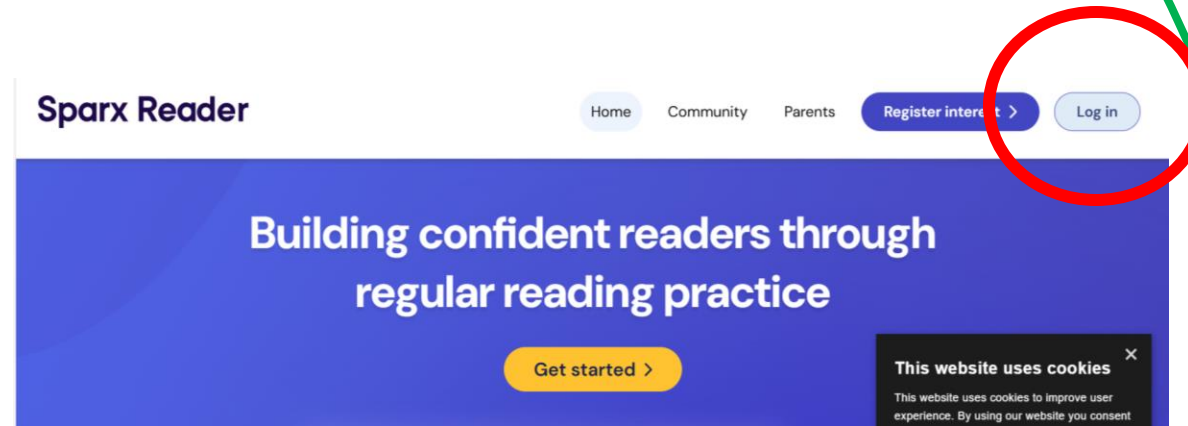 Sparx Reader
Home Community Parents Register interest > Log in
Building confident readers through
regular reading practice
Get started >
This website uses cookies ×
This website uses cookies to improve user
experience. By using our website you consent